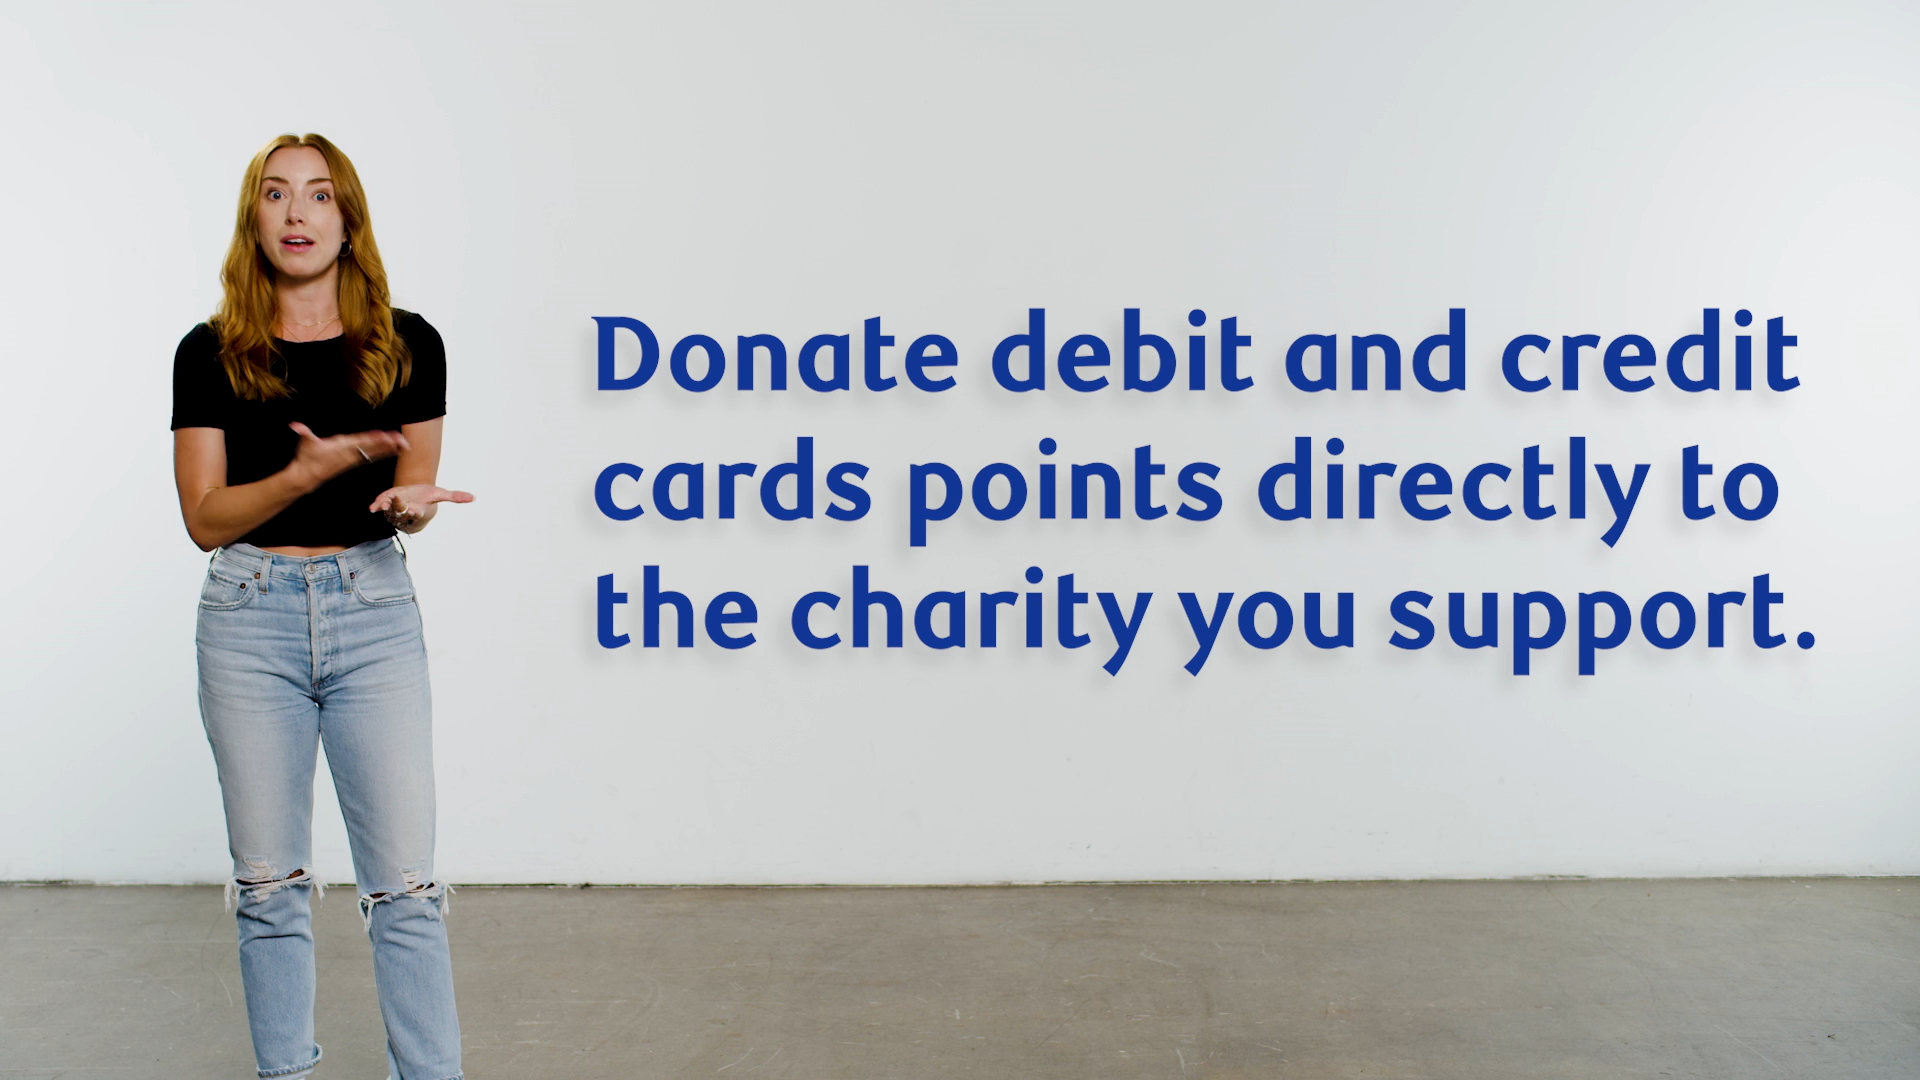 Donate debit and credit
cards points directly to
the charity you support.